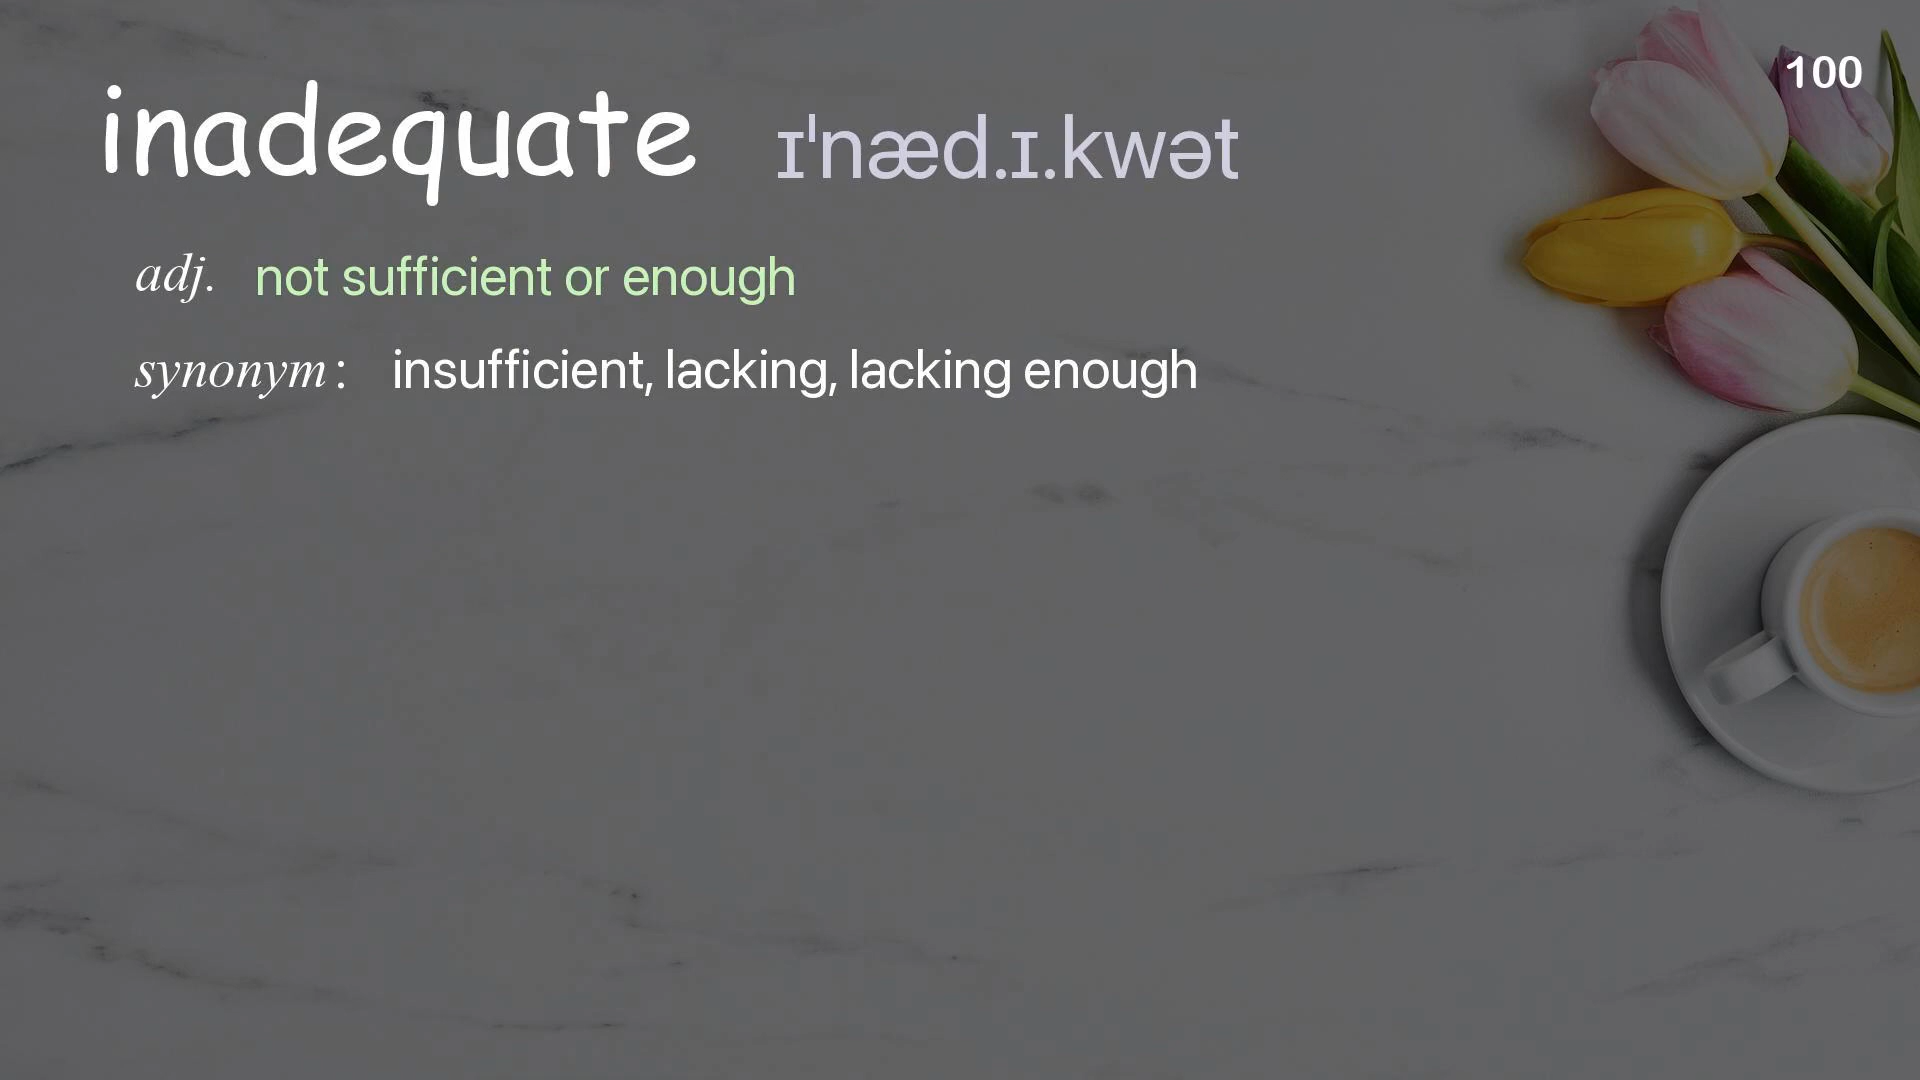 100
inadequate ɪˈnæd.ɪ.kwət
adj. not sufficient or enough
synonym: insufficient, lacking, lacking enough